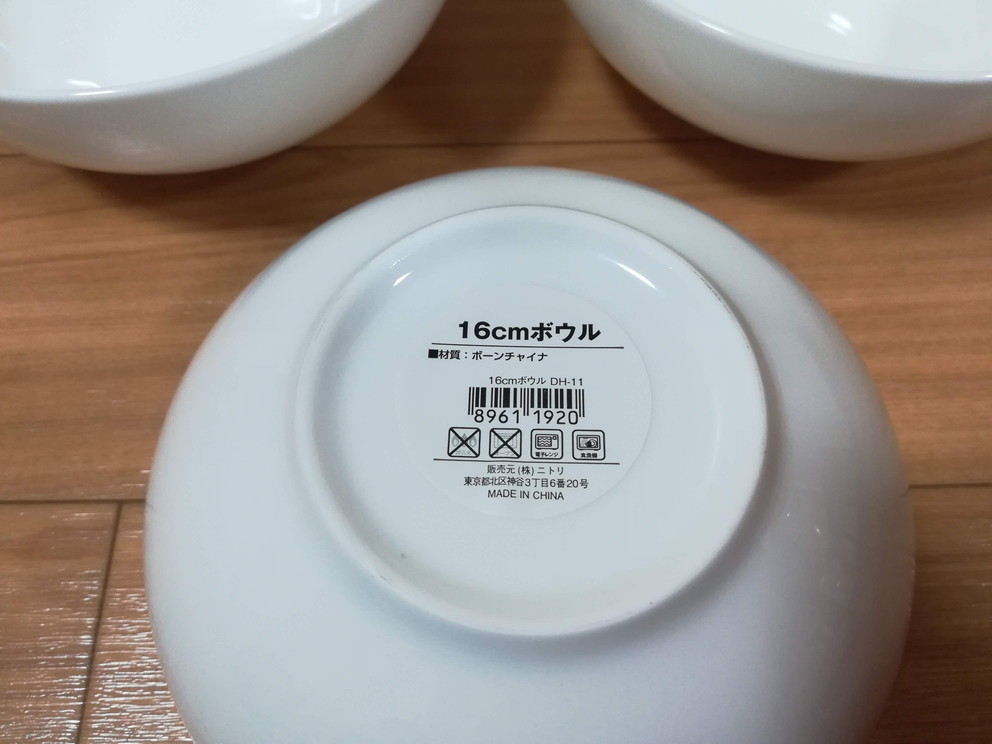 16cmボウル
■材質：ボーンチャイナ
16cmボウル DH-11
8961 1920
電子レンジ 食洗機
販売元 (株) ニトリ
東京都北区神谷3丁目6番20号
MADE IN CHINA